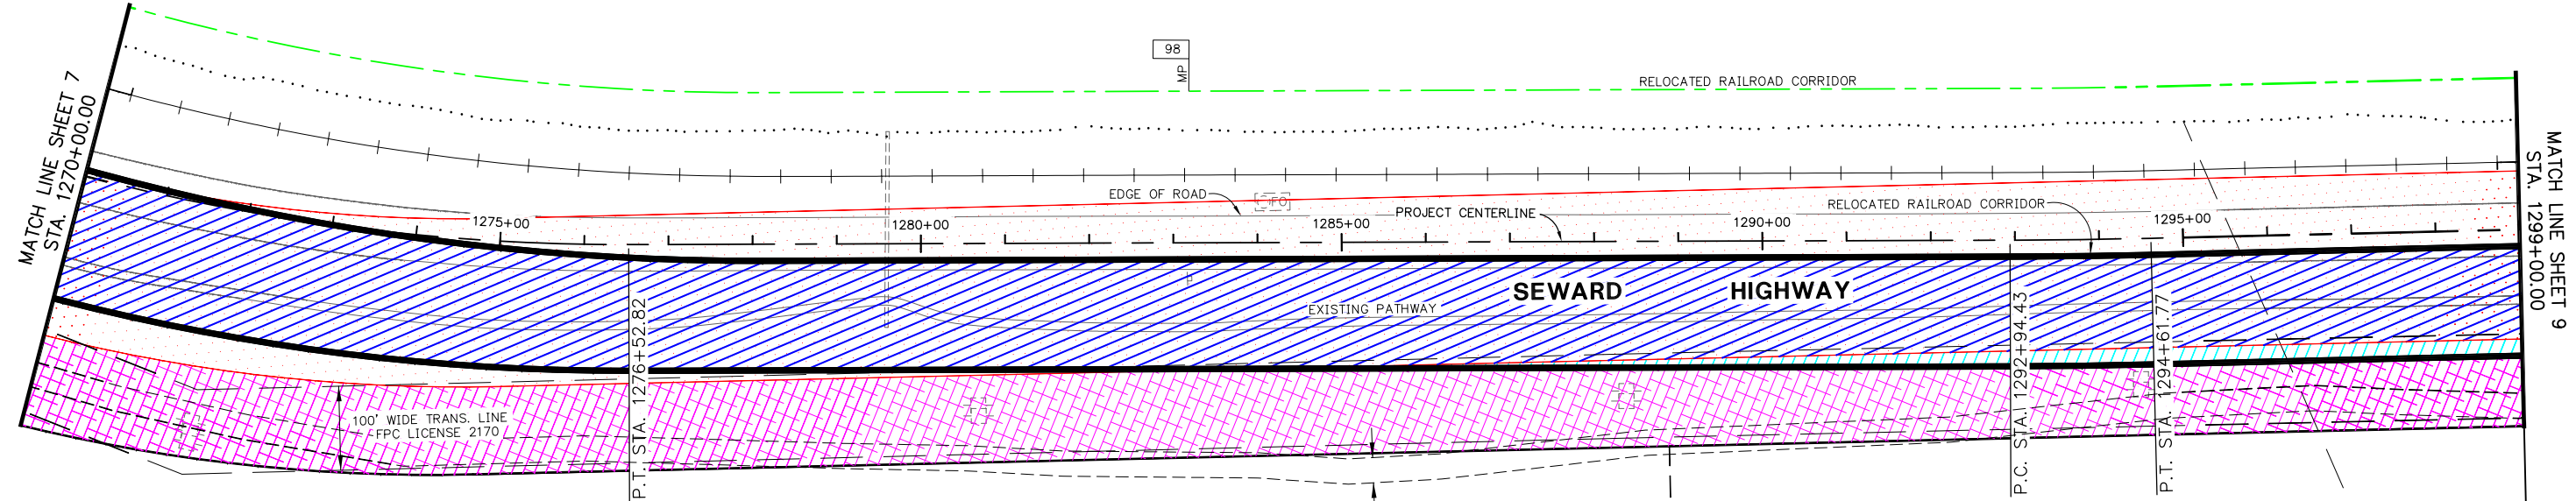 MATCH LINE SHEET 7
STA. 1270+00.00
98
MP
RELOCATED RAILROAD CORRIDOR
EDGE OF ROAD
FO
1275+00
1280+00
1285+00
PROJECT CENTERLINE
1290+00
RELOCATED RAILROAD CORRIDOR
1295+00
MATCH LINE SHEET 9
STA. 1299+00.00
P
SEWARD HIGHWAY
EXISTING PATHWAY
P.T. STA. 1276+52.82
P.C. STA. 1292+94.43
P.T. STA. 1294+61.77
100' WIDE TRANS. LINE
FPC LICENSE 2170